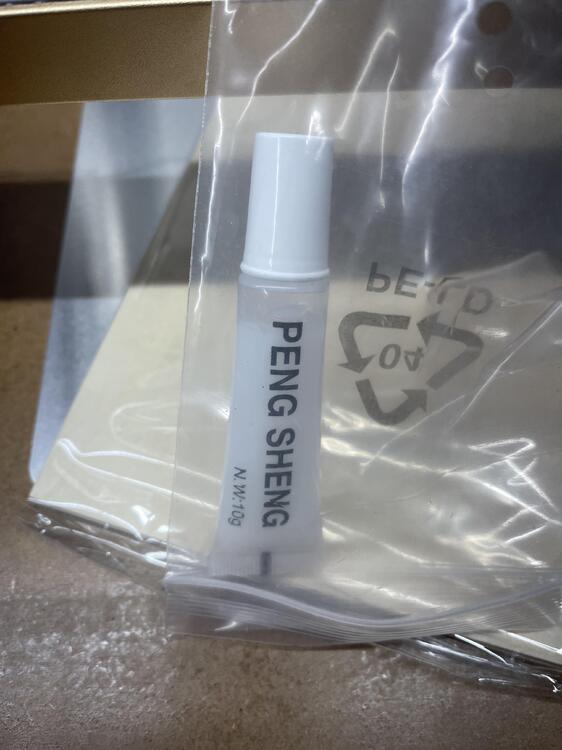 PENG SHENG
N.W:10g
PE-LD
04